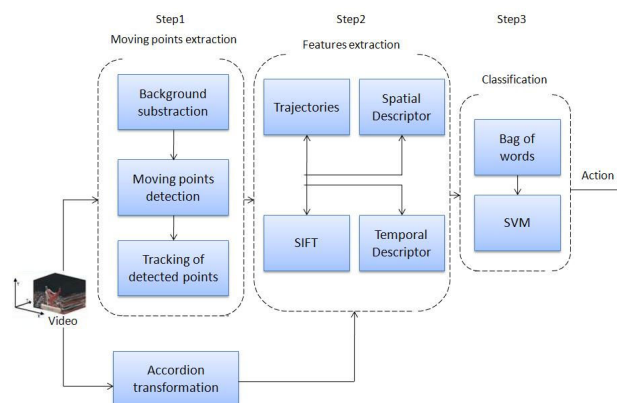 Step1
Moving points extraction
Background
substraction
Moving points
detection
Tracking of
detected points
Step2
Features extraction
Trajectories
Spatial
Descriptor
SIFT
Temporal
Descriptor
Step3
Classification
Bag of
words
SVM
Action
Video
Accordion
transformation